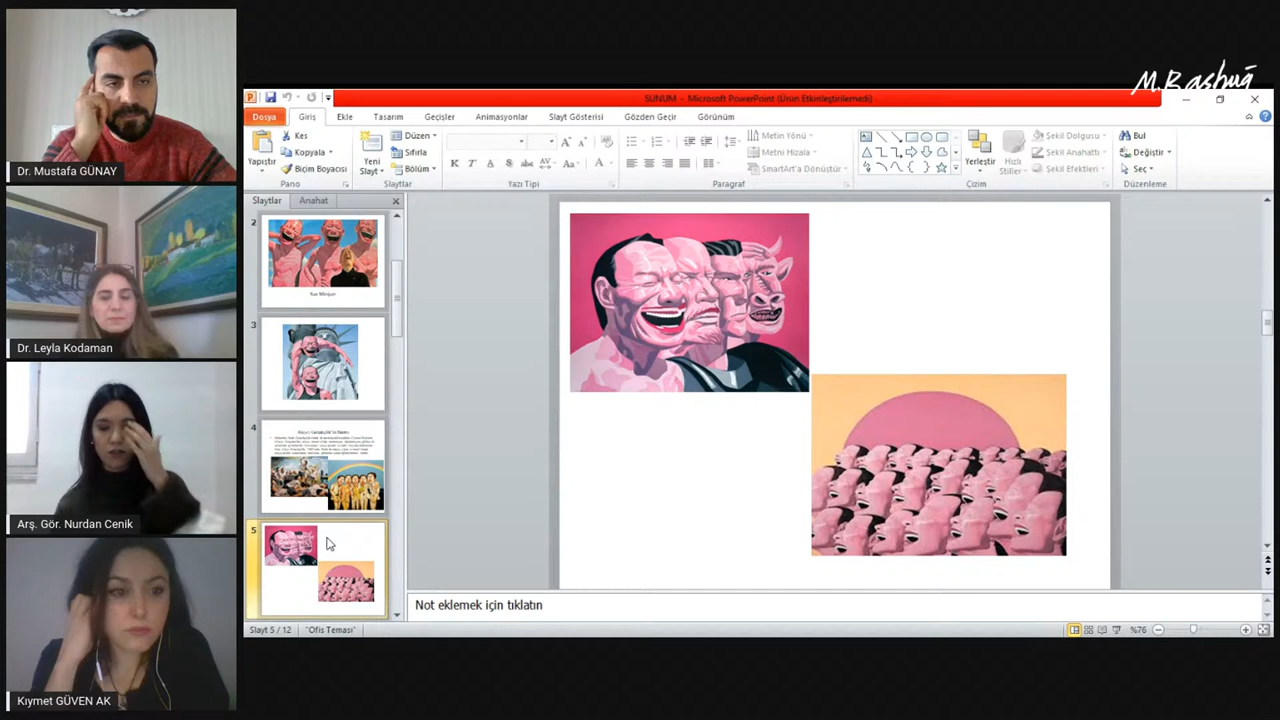 Dr. Mustafa GÜNAY
Dr. Leyla Kodaman
Arş. Gör. Nurdan Cenik
Kıymet GÜVEN AK
SUNUM - Microsoft PowerPoint (Ürün Etkinleştirilemedi)
Dosya
Giriş
Ekle
Tasarım
Geçişler
Animasyonlar
Slayt Gösterisi
Gözden Geçir
Görünüm
Yapıştır
Kes
Kopyala
Biçim Boyacısı
Pano
Yeni
Slayt
Düzen
Sıfırla
Bölüm
Slaytlar
Yazı Tipi
Metin Yönü
Metni Hizala
SmartArt'a Dönüştür
Paragraf
Yerleştir
Hızlı
Stiller
Şekil Dolgusu
Şekil Anahattı
Şekil Efektleri
Çizim
Bul
Değiştir
Seç
Düzenleme
Slaytlar
Anahat
2
Yue Minjun
3
4
5
Not eklemek için tıklatın
Slayt 5 / 12
"Ofis Teması"
%76